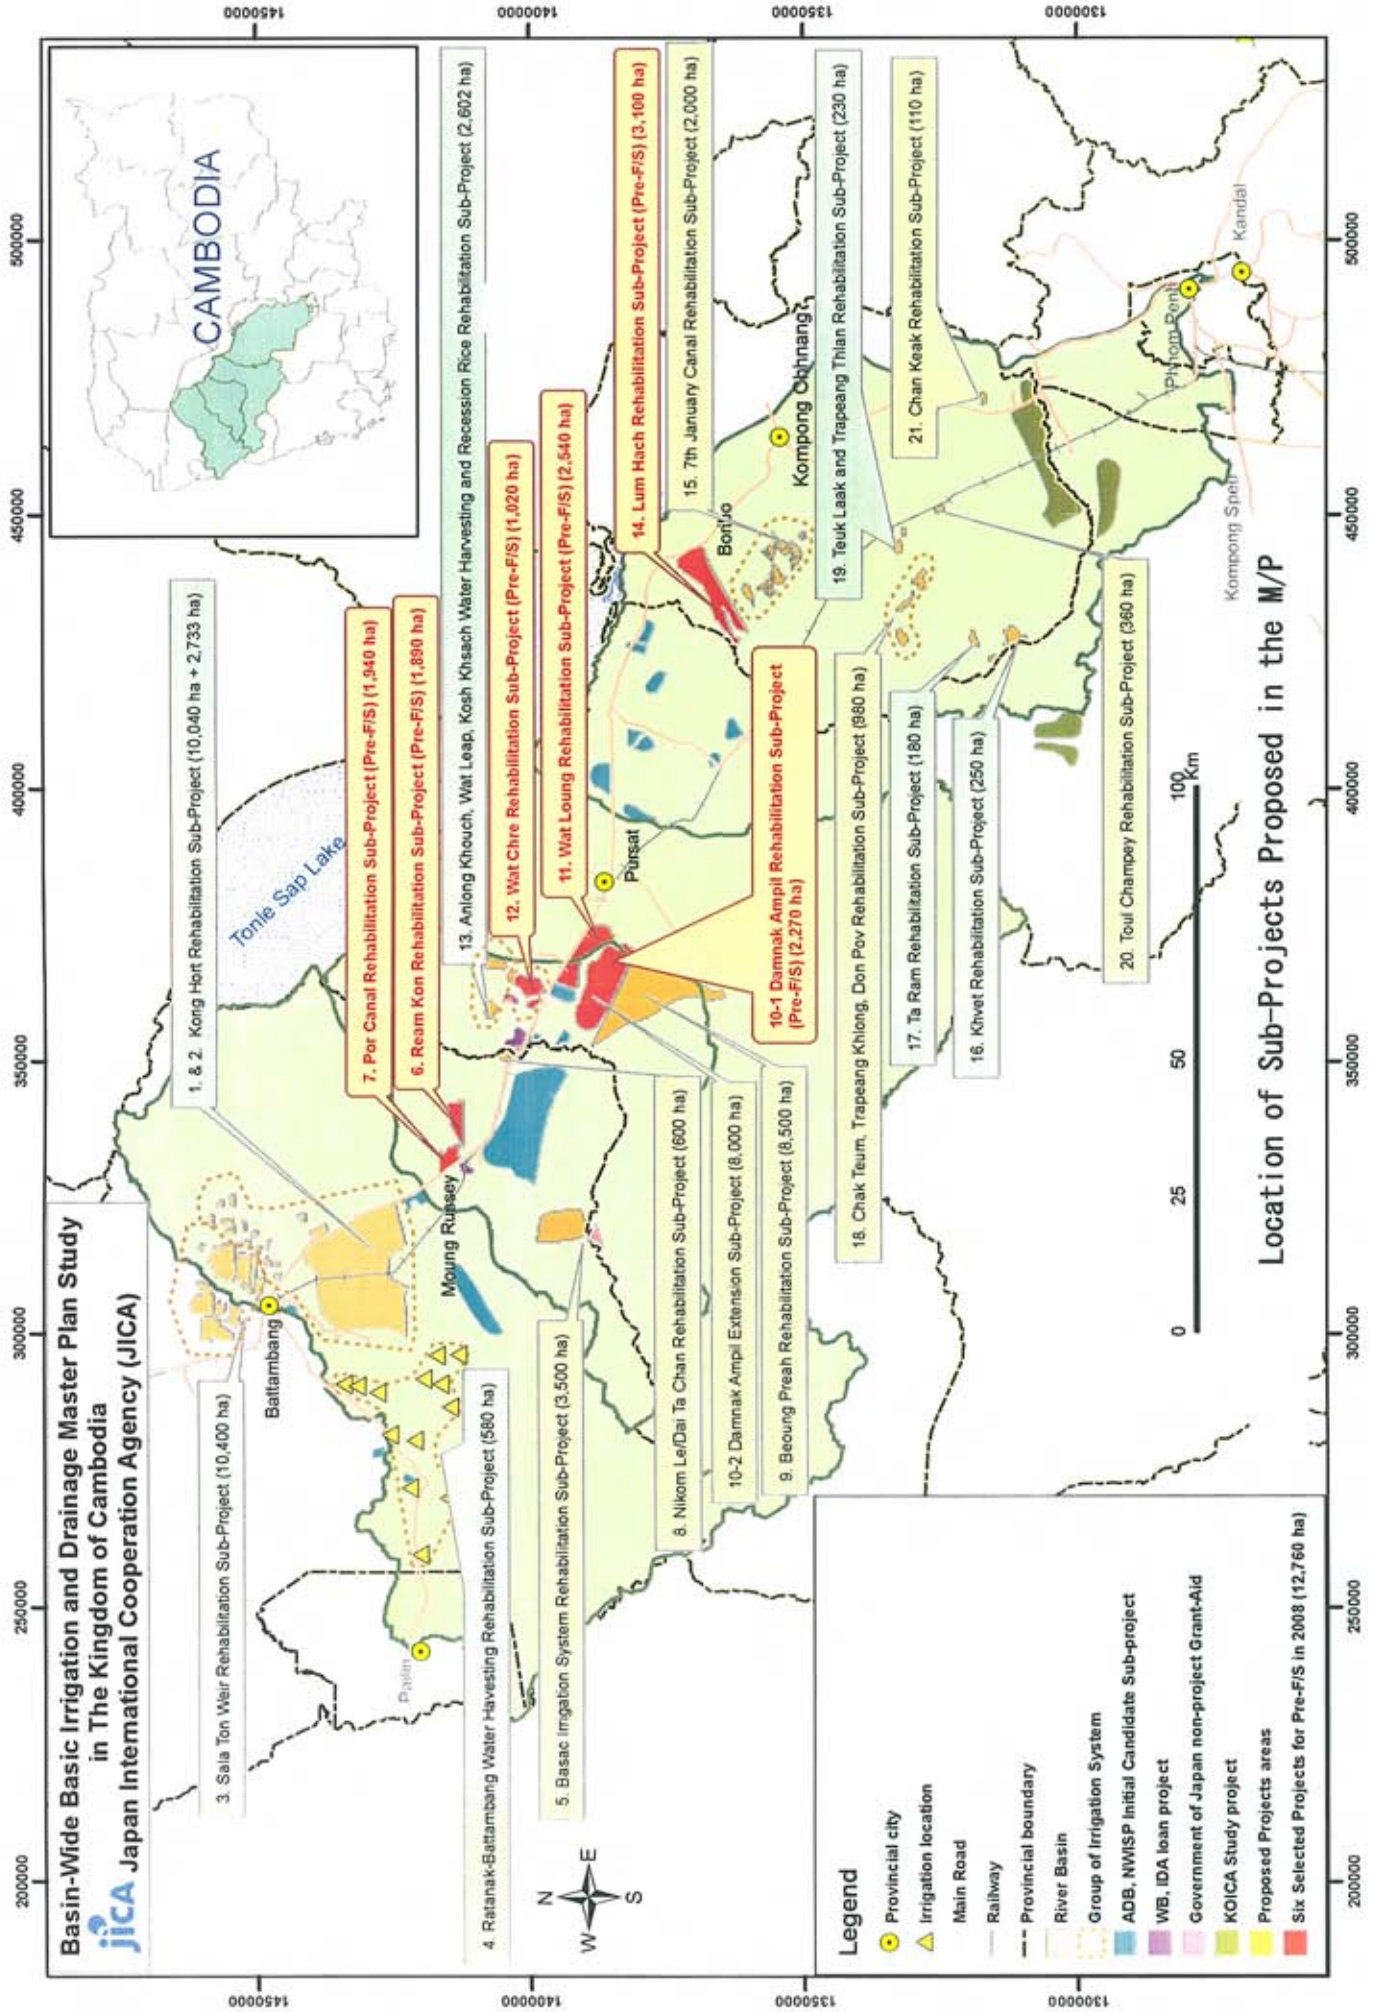 Basin-Wide Basic Irrigation and Drainage Master Plan Study
in The Kingdom of Cambodia
jica Japan International Cooperation Agency (JICA)
200000
250000
300000
350000
400000
450000
500000
1450000
1400000
1350000
1300000
1450000
1400000
1350000
1300000
200000
250000
300000
350000
400000
450000
500000
CAMBODIA
Tonle Sap Lake
1. & 2. Kong Hort Rehabilitation Sub-Project (10,040 ha + 2,733 ha)
3. Sala Ton Weir Rehabilitation Sub-Project (10,400 ha)
7. Por Canal Rehabilitation Sub-Project (Pre-F/S) (1,940 ha)
6. Ream Kon Rehabilitation Sub-Project (Pre-F/S) (1,890 ha)
13. Anlong Khouch, Wat Leap, Kosh Khsach Water Harvesting and Recession Rice Rehabilitation Sub-Project (2,602 ha)
12. Wat Chre Rehabilitation Sub-Project (Pre-F/S) (1,020 ha)
11. Wat Loung Rehabilitation Sub-Project (Pre-F/S) (2,540 ha)
14. Lum Hach Rehabilitation Sub-Project (Pre-F/S) (3,100 ha)
15. 7th January Canal Rehabilitation Sub-Project (2,000 ha)
10-1 Damnak Ampil Rehabilitation Sub-Project
(Pre-F/S) (2,270 ha)
19. Teuk Laak and Trapeang Thlan Rehabilitation Sub-Project (230 ha)
21. Chan Keak Rehabilitation Sub-Project (110 ha)
4. Ratanak-Battambang Water Havesting Rehabilitation Sub-Project (580 ha)
5. Basac Irrigation System Rehabilitation Sub-Project (3,500 ha)
8. Nikom Le/Dai Ta Chan Rehabilitation Sub-Project (600 ha)
10-2 Damnak Ampil Extension Sub-Project (8,000 ha)
9. Beoung Preah Rehabilitation Sub-Project (8,500 ha)
18. Chak Teum, Trapeang Khlong, Don Pov Rehabilitation Sub-Project (980 ha)
17. Ta Ram Rehabilitation Sub-Project (180 ha)
16. Khvet Rehabilitation Sub-Project (250 ha)
20. Toul Champey Rehabilitation Sub-Project (360 ha)
Battambang
Pailin
Moung Russey
Pursat
Boribo
Kompong Chhnang
Kompong Speu
Phnom Penh
Kandal
N
W
E
S
0
25
50
100
Km
Location of Sub-Projects Proposed in the M/P
Legend
Provincial city
Irrigation location
Main Road
Railway
Provincial boundary
River Basin
Group of Irrigation System
ADB, NWISP Initial Candidate Sub-project
WB, IDA loan project
Government of Japan non-project Grant-Aid
KOICA Study project
Proposed Projects areas
Six Selected Projects for Pre-F/S in 2008 (12,760 ha)